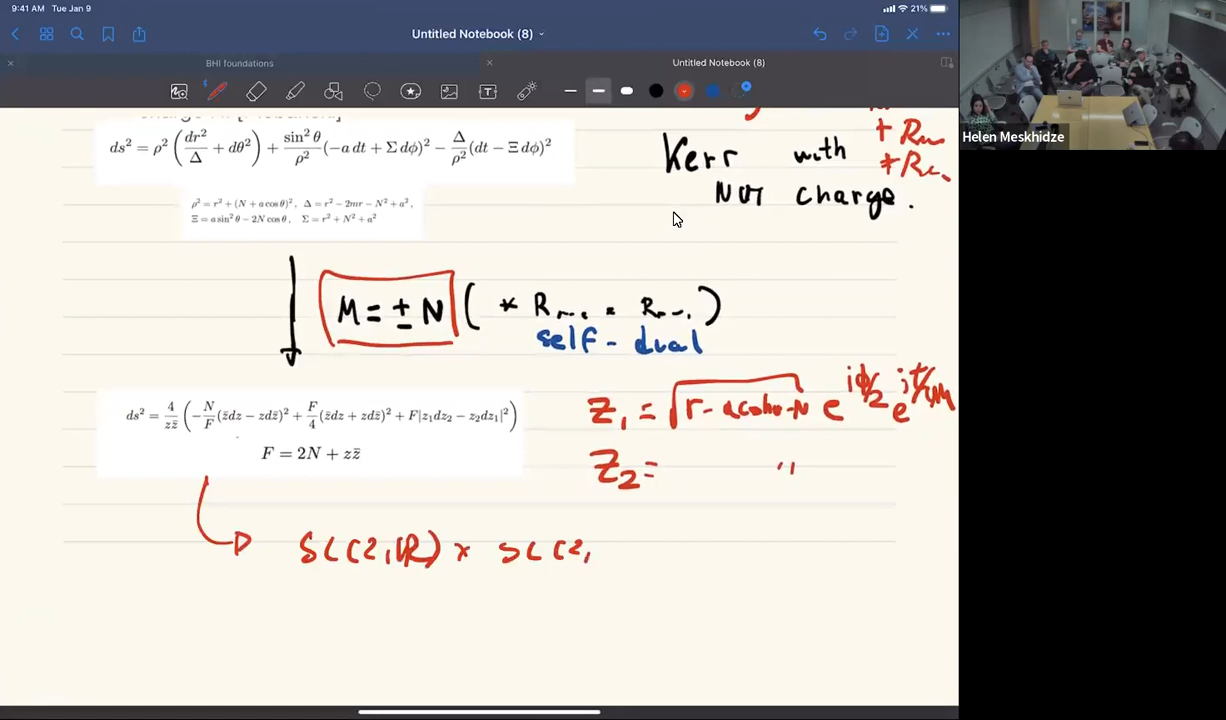 9:41 AM Tue Jan 9
21%
Untitled Notebook (8)
BHI foundations
Untitled Notebook (8)
ds² = ρ² (dr²/Δ + dθ²) + sin²θ/ρ² (−a dt + Σ dφ)² − Δ/ρ² (dt − Ξ dφ)²
ρ² = r² + (N + a cos θ)², Δ = r² − 2mr − N² + a²,
Ξ = a sin² θ − 2N cos θ, Σ = r² + N² + a²
Kerr with
NUT charge.
M = ± N
self-dual
ds² = 4/zz̄ (−N/F (z̄dz − zdz̄)² + F/4 (z̄dz + zdz̄)² + F|z₁dz₂ − z₂dz₁|²)
F = 2N + zz̄
Z₁ =
Z₂ = "
SL(2,ℝ) × SL(2,
Helen Meskhidze